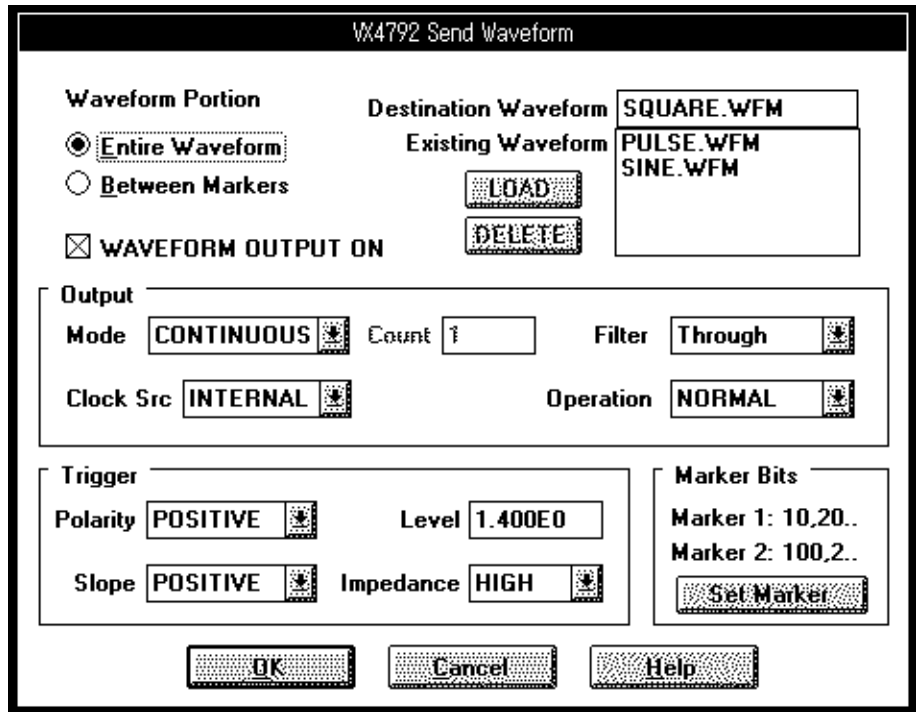 VX4792 Send Waveform
Waveform Portion
Entire Waveform
Between Markers
WAVEFORM OUTPUT ON
Destination Waveform SQUARE.WFM
Existing Waveform PULSE.WFM
SINE.WFM
LOAD
DELETE
Output
Mode CONTINUOUS Count 1 Filter Through
Clock Src INTERNAL Operation NORMAL
Trigger
Polarity POSITIVE Level 1.400E0
Slope POSITIVE Impedance HIGH
Marker Bits
Marker 1: 10,20..
Marker 2: 100,2..
Set Marker
OK Cancel Help